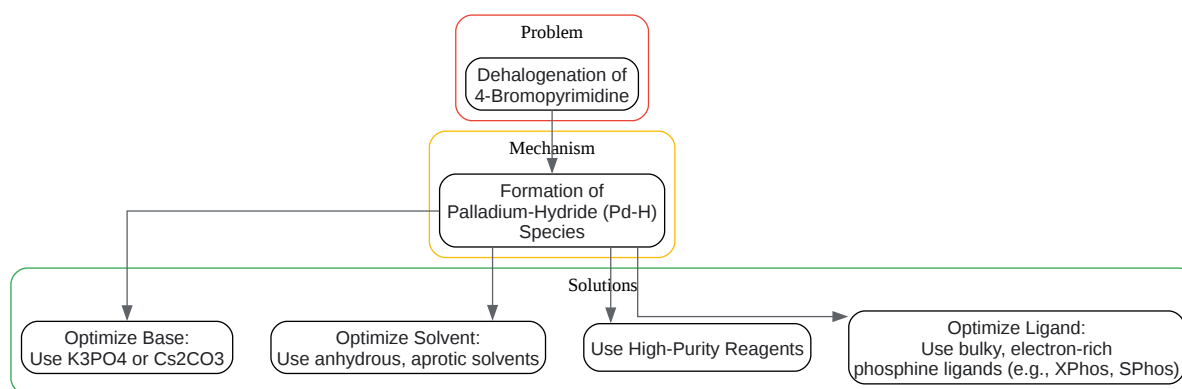 Problem
Dehalogenation of
4-Bromopyrimidine
Mechanism
Formation of
Palladium-Hydride (Pd-H)
Species
Solutions
Optimize Base:
Use K3PO4 or Cs2CO3
Optimize Solvent:
Use anhydrous, aprotic solvents
Use High-Purity Reagents
Optimize Ligand:
Use bulky, electron-rich
phosphine ligands (e.g., XPhos, SPhos)